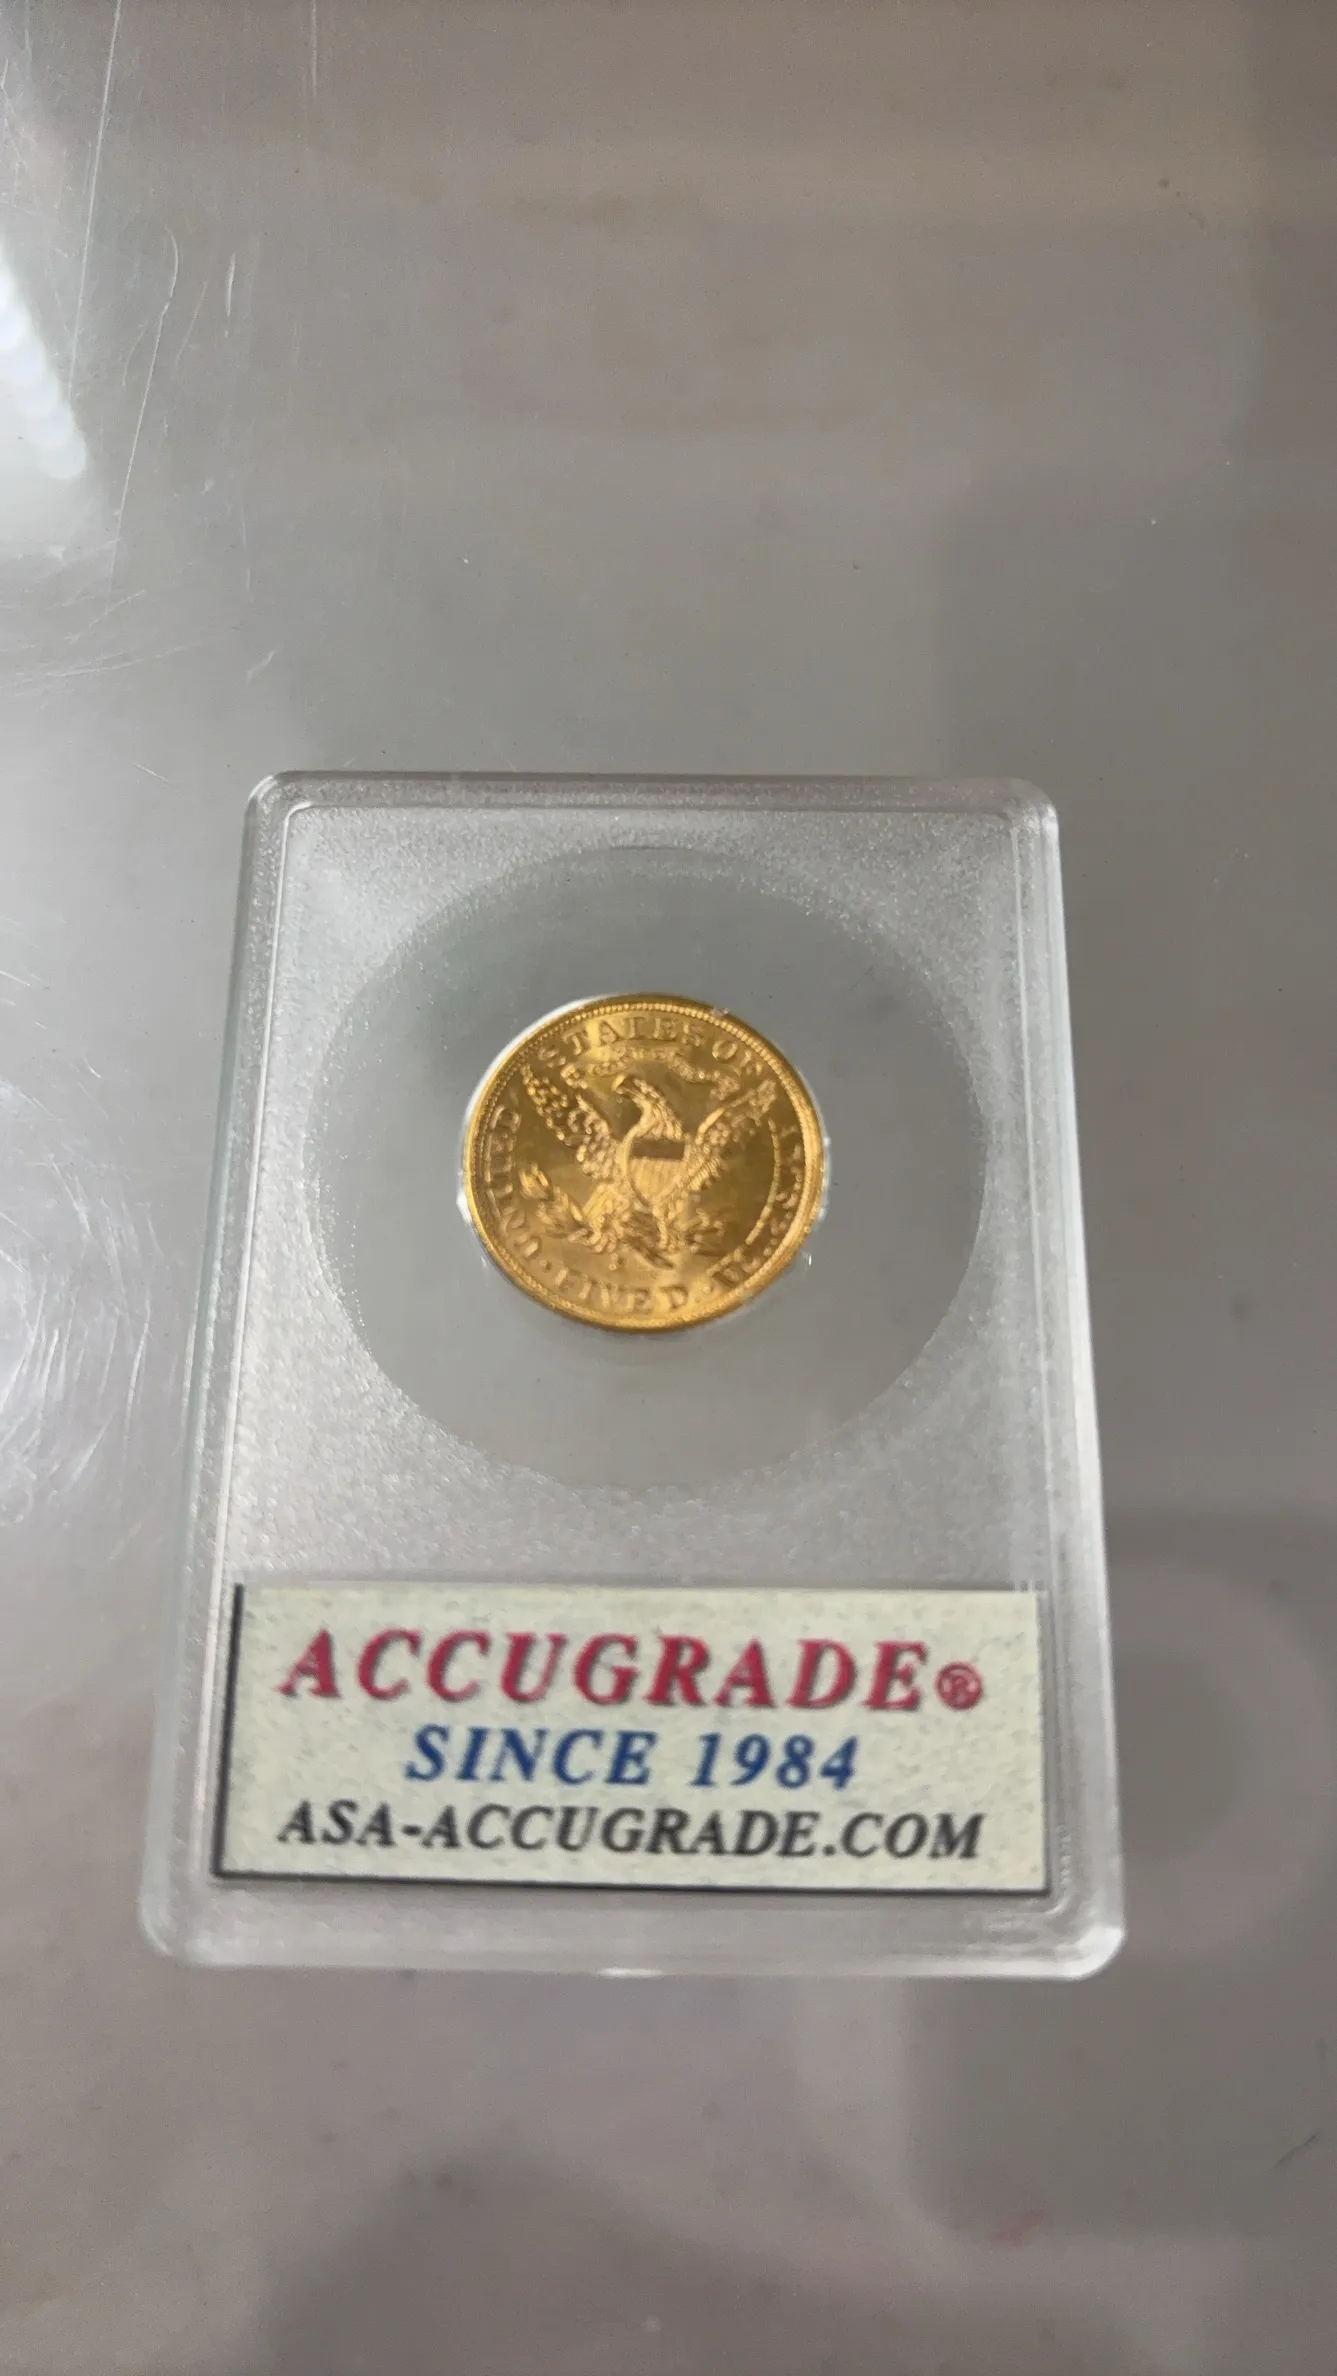 UNITED STATES OF
FIVE D.
ACCUGRADE®
SINCE 1984
ASA-ACCUGRADE.COM